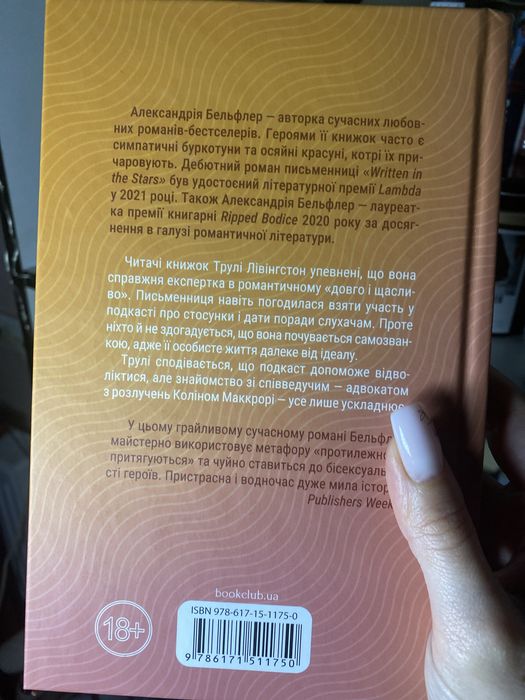 Александрія Бельфлер — авторка сучасних любов-
них романів-бестселерів. Героями її книжок часто є
симпатичні буркотуни та осяйні красуні, котрі їх при-
чаровують. Дебютний роман письменниці «Written in
the Stars» був удостоєний літературної премії Lambda
у 2021 році. Також Александрія Бельфлер — лауреат-
ка премії книгарні Ripped Bodice 2020 року за досяг-
нення в галузі романтичної літератури.
Читачі книжок Трулі Лівінгстон упевнені, що вона
справжня експертка в романтичному «довго і щасли-
во». Письменниця навіть погодилася взяти участь у
подкасті про стосунки і дати поради слухачам. Проте
ніхто й не здогадується, що вона почувається самозван-
кою, адже її особисте життя далеке від ідеалу.
Трулі сподівається, що подкаст допоможе відво-
ліктися, але знайомство зі співведучим — адвокатом
з розлучень Коліном Маккрорі — усе лише ускладнює
У цьому грайливому сучасному романі Бельфл
майстерно використовує метафору «протилежно
притягуються» та чуйно ставиться до бісексуаль
сті героїв. Пристрасна і водночас дуже мила істор
Publishers Week
bookclub.ua
18+
ISBN 978-617-15-1175-0
9 786171 511750